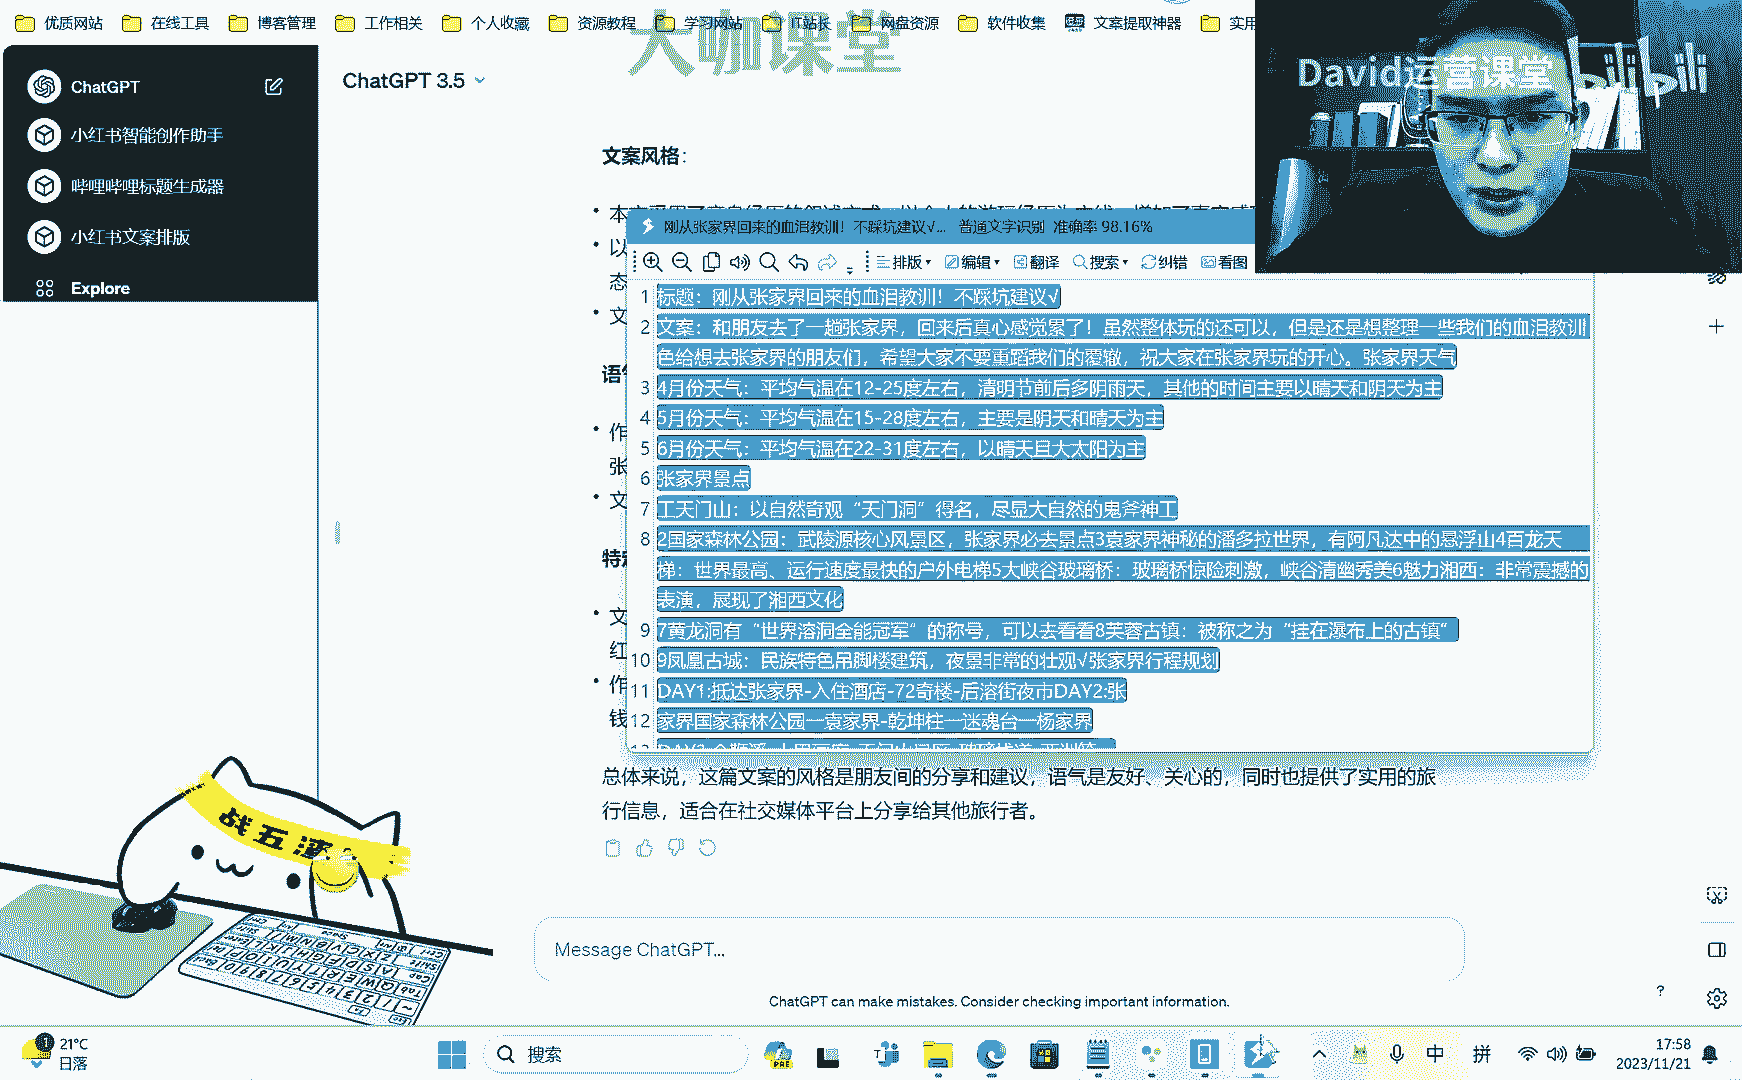 优质网站 在线工具 博客管理 工作相关 个人收藏 资源教程 学习网站 IT站长 网盘资源 软件收集 文案提取神器 实用
大咖课堂
David运营课堂 bilibili
ChatGPT
小红书智能创作助手
哔哩哔哩标题生成器
小红书文案排版
Explore
ChatGPT 3.5
文案风格：
刚从张家界回来的血泪教训！不踩坑建议√... 普通文字识别 准确率 98.16%
排版 编辑 翻译 搜索 纠错 看图
1 标题：刚从张家界回来的血泪教训！不踩坑建议√
2 文案：和朋友去了一趟张家界，回来后真心感觉累了！虽然整体玩的还可以，但是还是想整理一些我们的血泪教训
色给想去张家界的朋友们，希望大家不要重蹈我们的覆辙，祝大家在张家界玩的开心。张家界天气
3 4月份天气：平均气温在12-25度左右，清明节前后多阴雨天，其他的时间主要以晴天和阴天为主
4 5月份天气：平均气温在15-28度左右，主要是阴天和晴天为主
5 6月份天气：平均气温在22-31度左右，以晴天且大太阳为主
6 张家界景点
7 工天门山：以自然奇观“天门洞”得名，尽显大自然的鬼斧神工
8 2国家森林公园：武陵源核心风景区，张家界必去景点3袁家界神秘的潘多拉世界，有阿凡达中的悬浮山4百龙天
梯：世界最高、运行速度最快的户外电梯5大峡谷玻璃桥：玻璃桥惊险刺激，峡谷清幽秀美6魅力湘西：非常震撼的
表演，展现了湘西文化
9 7黄龙洞有“世界溶洞全能冠军”的称号，可以去看看8芙蓉古镇：被称之为“挂在瀑布上的古镇”
10 9凤凰古城：民族特色吊脚楼建筑，夜景非常的壮观√张家界行程规划
11 DAY1:抵达张家界-入住酒店-72奇楼-后溶街夜市DAY2:张
12 家界国家森林公园—袁家界-乾坤柱—迷魂台—杨家界
总体来说，这篇文案的风格是朋友间的分享和建议，语气是友好、关心的，同时也提供了实用的旅
行信息，适合在社交媒体平台上分享给其他旅行者。
Message ChatGPT...
ChatGPT can make mistakes. Consider checking important information.
?
21°C
日落
搜索
中 拼
17:58
2023/11/21